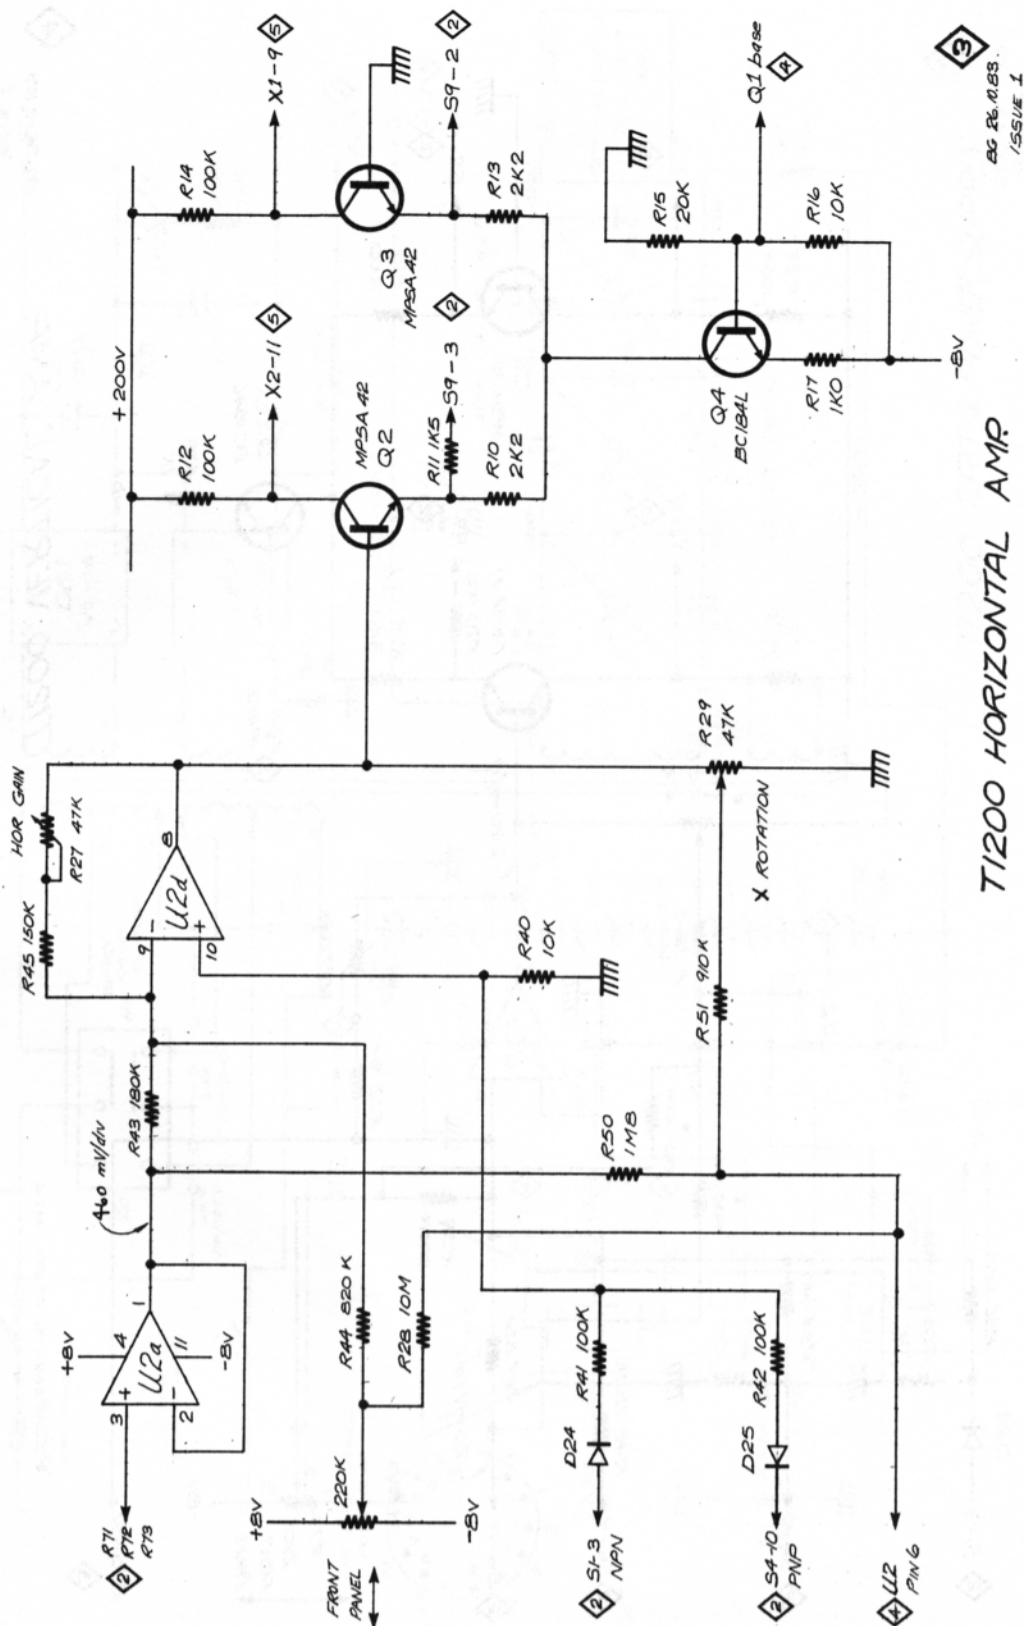 T1200 HORIZONTAL AMP.
3
BG 26.10.83.
ISSUE 1
2
R71
R72
R73
3
+
2
-
U2a
1
4
11
+8V
-8V
460 mV/div
R43 180K
R45 150K
HOR GAIN
R27 47K
9
-
10
+
U2d
8
FRONT
PANEL
+8V
220K
-8V
R44 820K
R28 10M
R40
10K
2
S1-3
NPN
D24
R41 100K
2
S4-10
PNP
D25
R42 100K
4
U2
PIN 6
R50
1M8
R51 910K
X ROTATION
R29
47K
+200V
R12
100K
X2-11
5
MPSA42
Q2
R11 1K5
S9-3
2
R10
2K2
R14
100K
X1-9
5
Q3
MPSA42
S9-2
2
R13
2K2
Q4
BC184L
R15
20K
Q1 base
4
R16
10K
R17
1K0
-8V